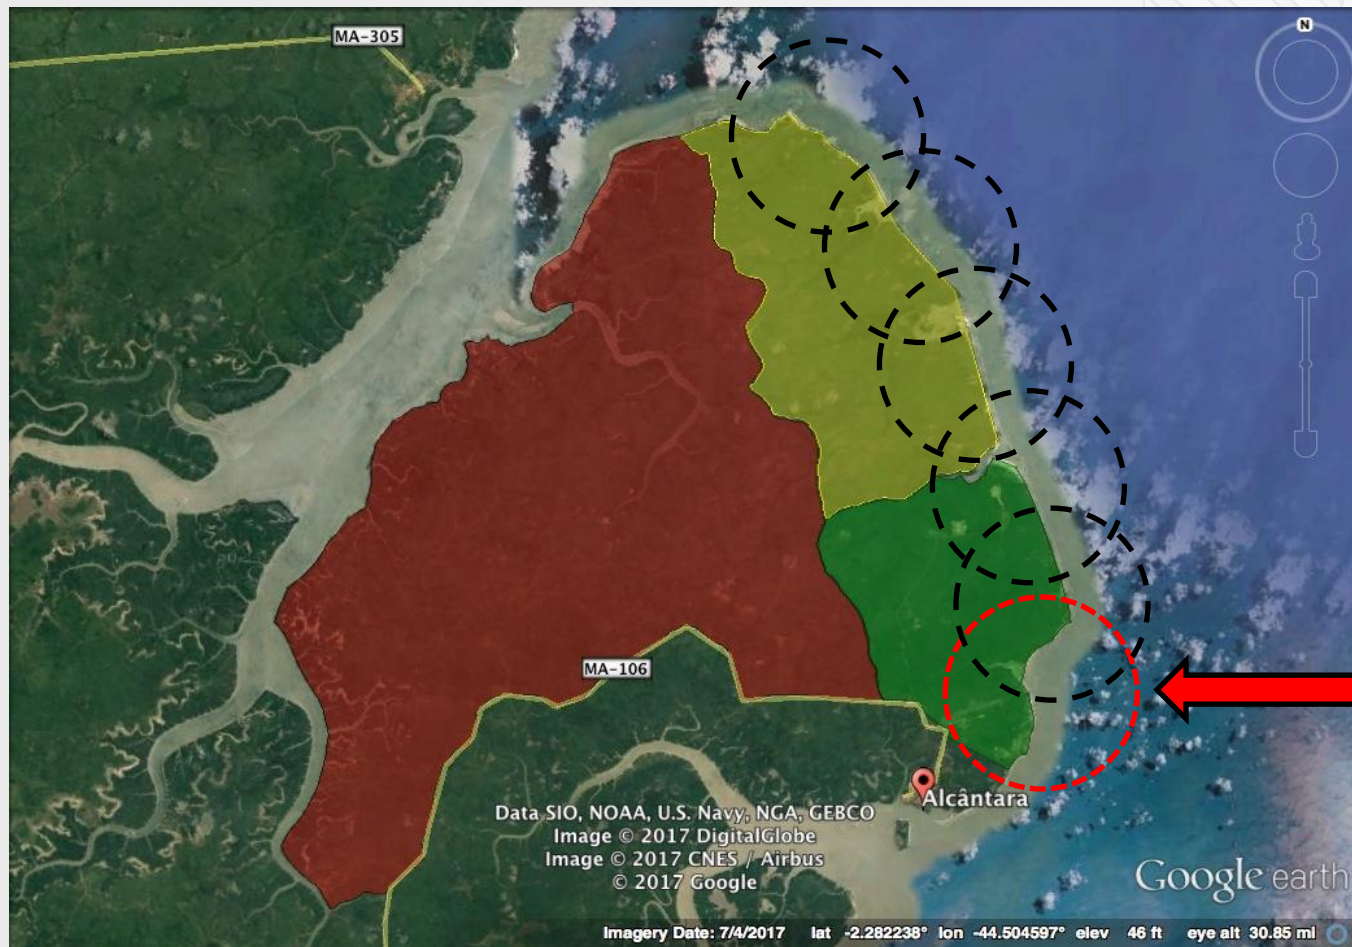 MA-305
N
MA-106
Alcântara
Data SIO, NOAA, U.S. Navy, NGA, GEBCO
Image © 2017 DigitalGlobe
Image © 2017 CNES / Airbus
© 2017 Google
Google earth
Imagery Date: 7/4/2017 lat -2.282238° lon -44.504597° elev 46 ft eye alt 30.85 mi